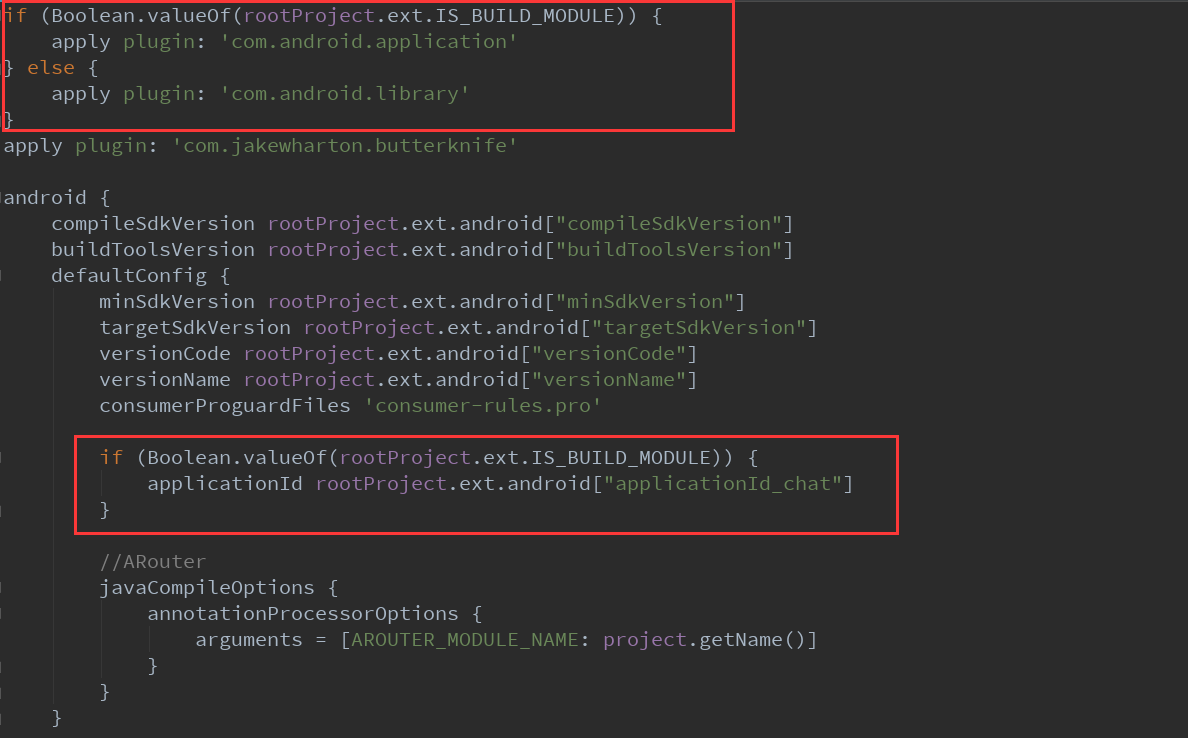 if (Boolean.valueOf(rootProject.ext.IS_BUILD_MODULE)) {
    apply plugin: 'com.android.application'
} else {
    apply plugin: 'com.android.library'
}
apply plugin: 'com.jakewharton.butterknife'

android {
    compileSdkVersion rootProject.ext.android["compileSdkVersion"]
    buildToolsVersion rootProject.ext.android["buildToolsVersion"]
    defaultConfig {
        minSdkVersion rootProject.ext.android["minSdkVersion"]
        targetSdkVersion rootProject.ext.android["targetSdkVersion"]
        versionCode rootProject.ext.android["versionCode"]
        versionName rootProject.ext.android["versionName"]
        consumerProguardFiles 'consumer-rules.pro'

        if (Boolean.valueOf(rootProject.ext.IS_BUILD_MODULE)) {
            applicationId rootProject.ext.android["applicationId_chat"]
        }

        //ARouter
        javaCompileOptions {
            annotationProcessorOptions {
                arguments = [AROUTER_MODULE_NAME: project.getName()]
            }
        }
    }